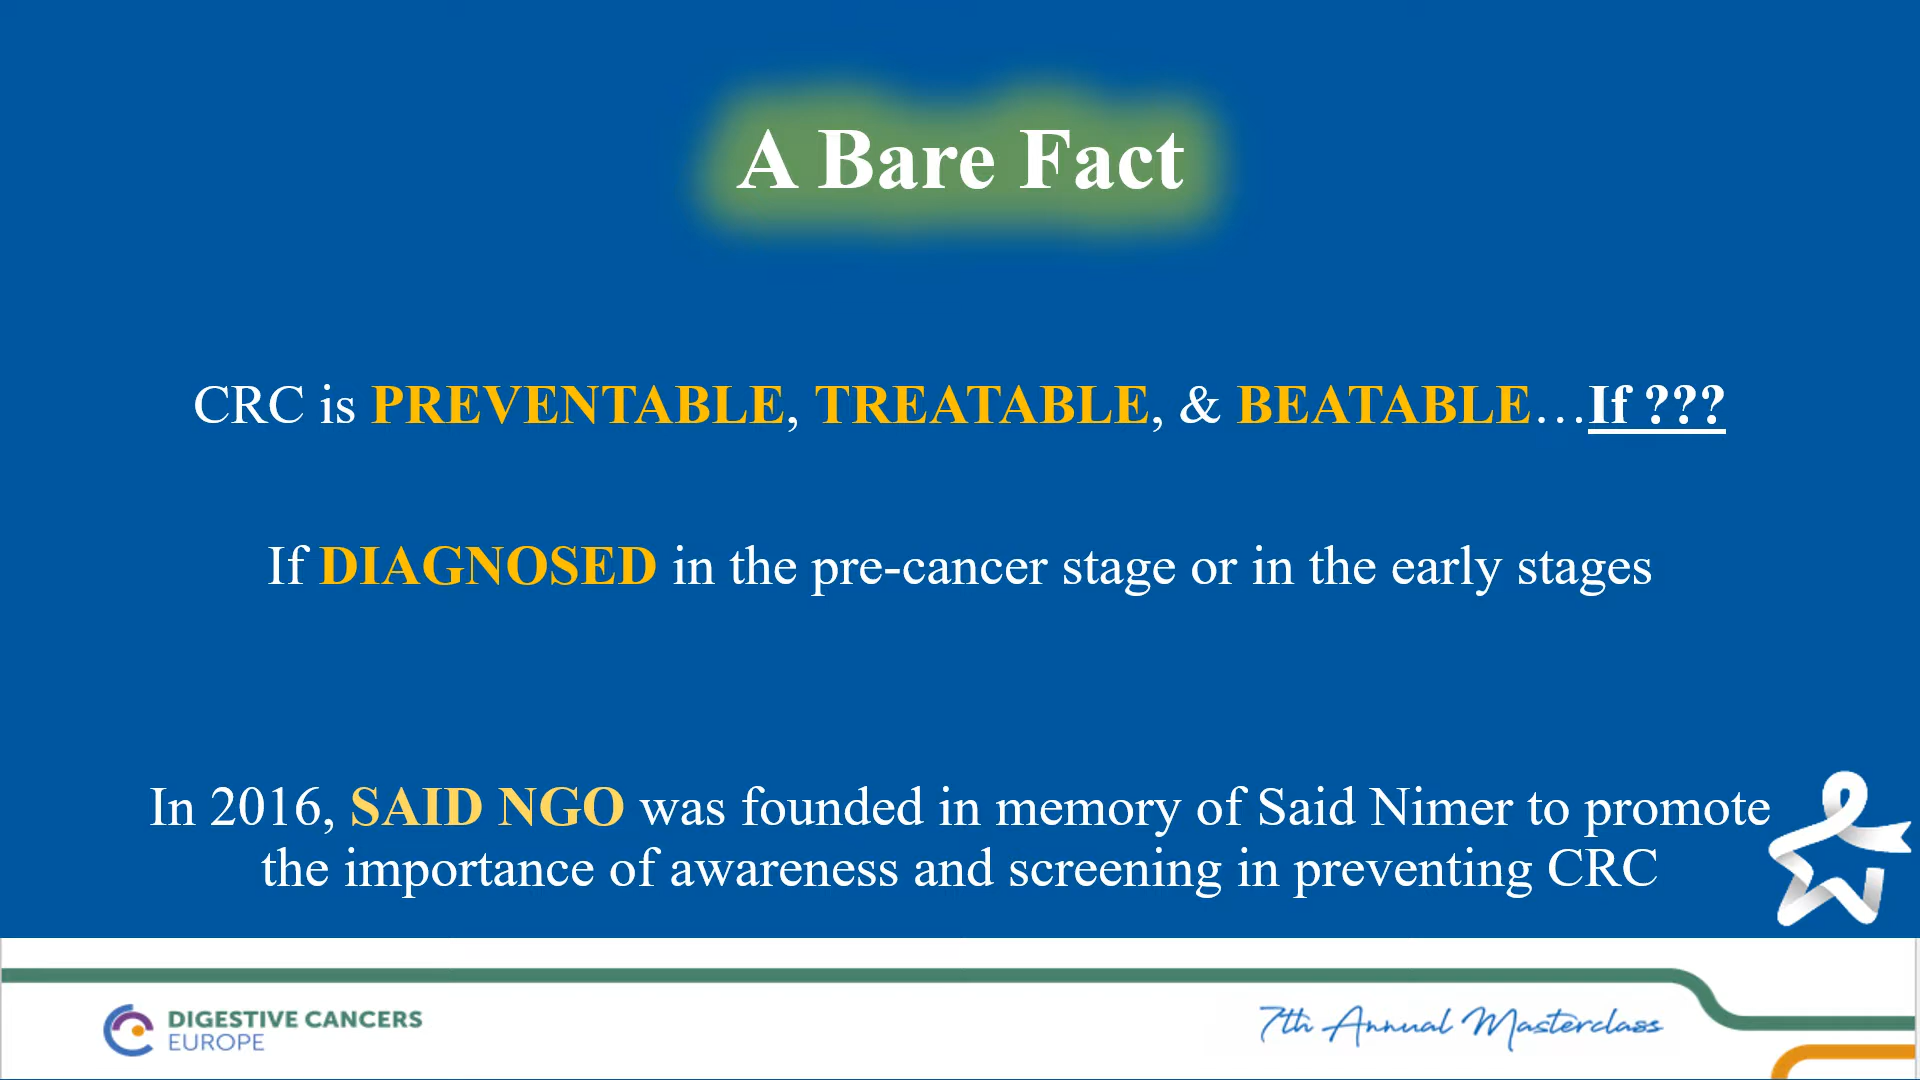 A Bare Fact
CRC is PREVENTABLE, TREATABLE, & BEATABLE…If ???
If DIAGNOSED in the pre-cancer stage or in the early stages
In 2016, SAID NGO was founded in memory of Said Nimer to promote
the importance of awareness and screening in preventing CRC
DIGESTIVE CANCERS
EUROPE
7th Annual Masterclass